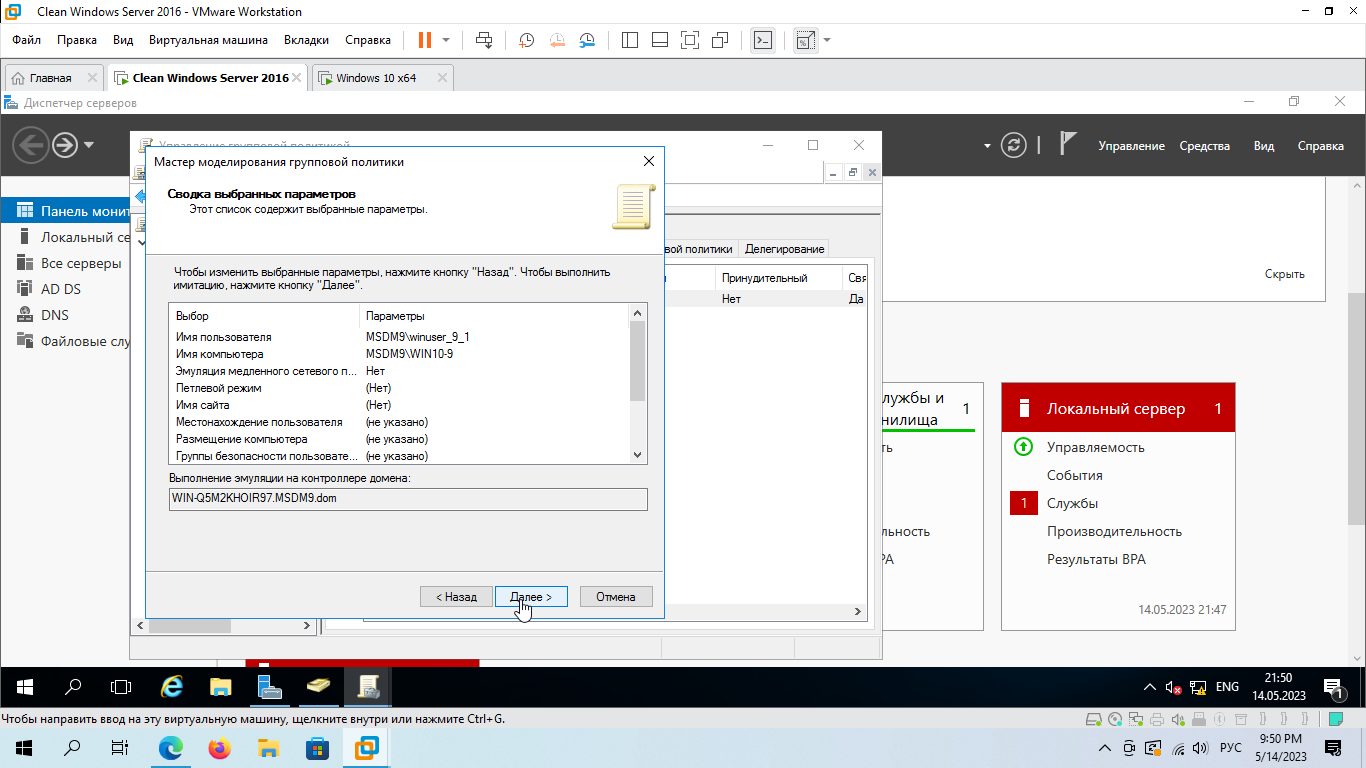 Clean Windows Server 2016 - VMware Workstation
Файл Правка Вид Виртуальная машина Вкладки Справка
Главная Clean Windows Server 2016 Windows 10 x64
Диспетчер серверов
Управление групповой политикой
Управление Средства Вид Справка
Мастер моделирования групповой политики
Сводка выбранных параметров
Этот список содержит выбранные параметры.
Панель монит
Локальный се
Все серверы
AD DS
DNS
Файловые слу
вой политики Делегирование
Принудительный Свя
Нет Да
Скрыть
Чтобы изменить выбранные параметры, нажмите кнопку "Назад". Чтобы выполнить
имитацию, нажмите кнопку "Далее".
Выбор Параметры
Имя пользователя MSDM9\winuser_9_1
Имя компьютера MSDM9\WIN10-9
Эмуляция медленного сетевого п... Нет
Петлевой режим (Нет)
Имя сайта (Нет)
Местонахождение пользователя (не указано)
Размещение компьютера (не указано)
Группы безопасности пользовате... (не указано)
Выполнение эмуляции на контроллере домена:
WIN-Q5M2KHOIR97.MSDM9.dom
< Назад Далее > Отмена
лужбы и 1
нилища
ть
льность
РА
Локальный сервер 1
Управляемость
События
1 Службы
Производительность
Результаты BPA
14.05.2023 21:47
ENG 21:50
14.05.2023
1
Чтобы направить ввод на эту виртуальную машину, щелкните внутри или нажмите Ctrl+G.
РУС 9:50 PM
5/14/2023